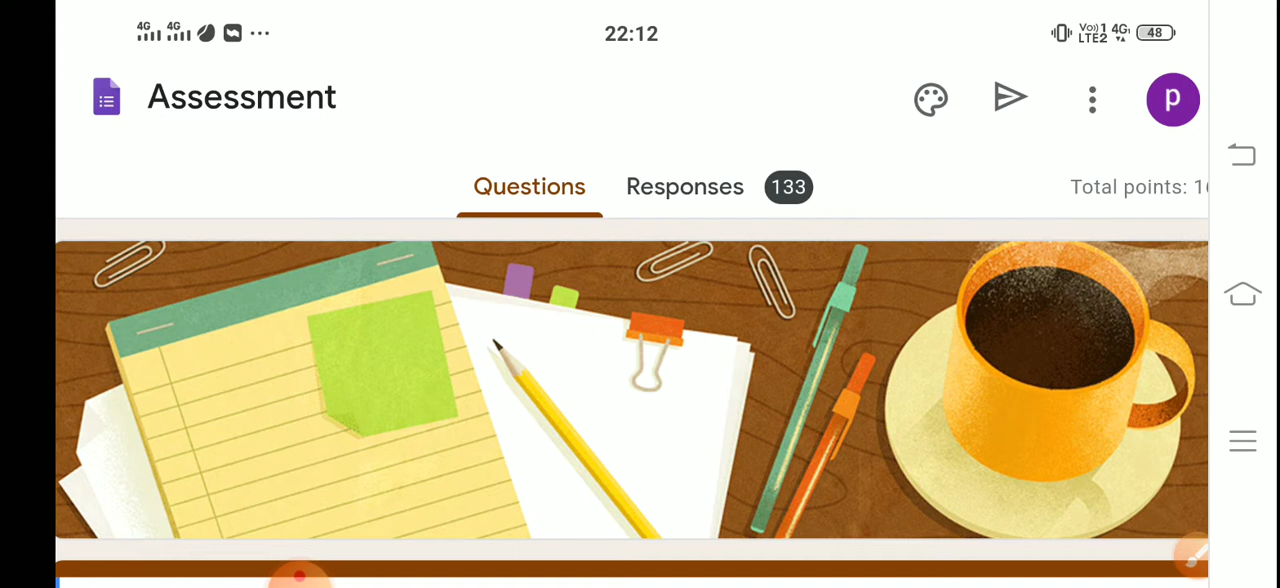 4G 4G 22:12 Vo)) 1 4G
LTE2 48
Assessment p
Questions Responses 133 Total points: